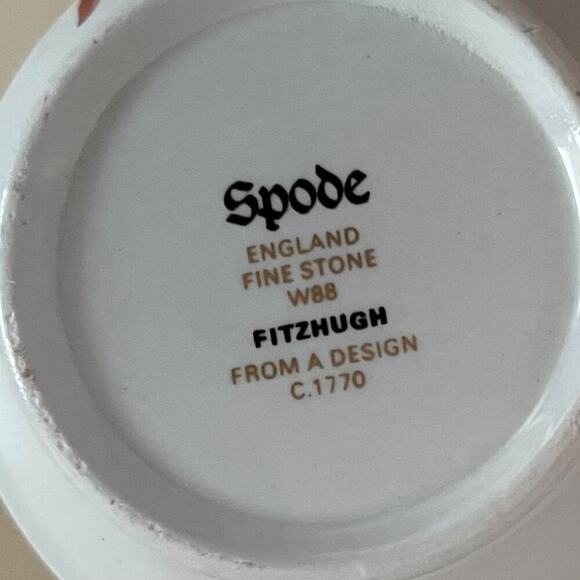 Spode
ENGLAND
FINE STONE
W88
FITZHUGH
FROM A DESIGN
C.1770